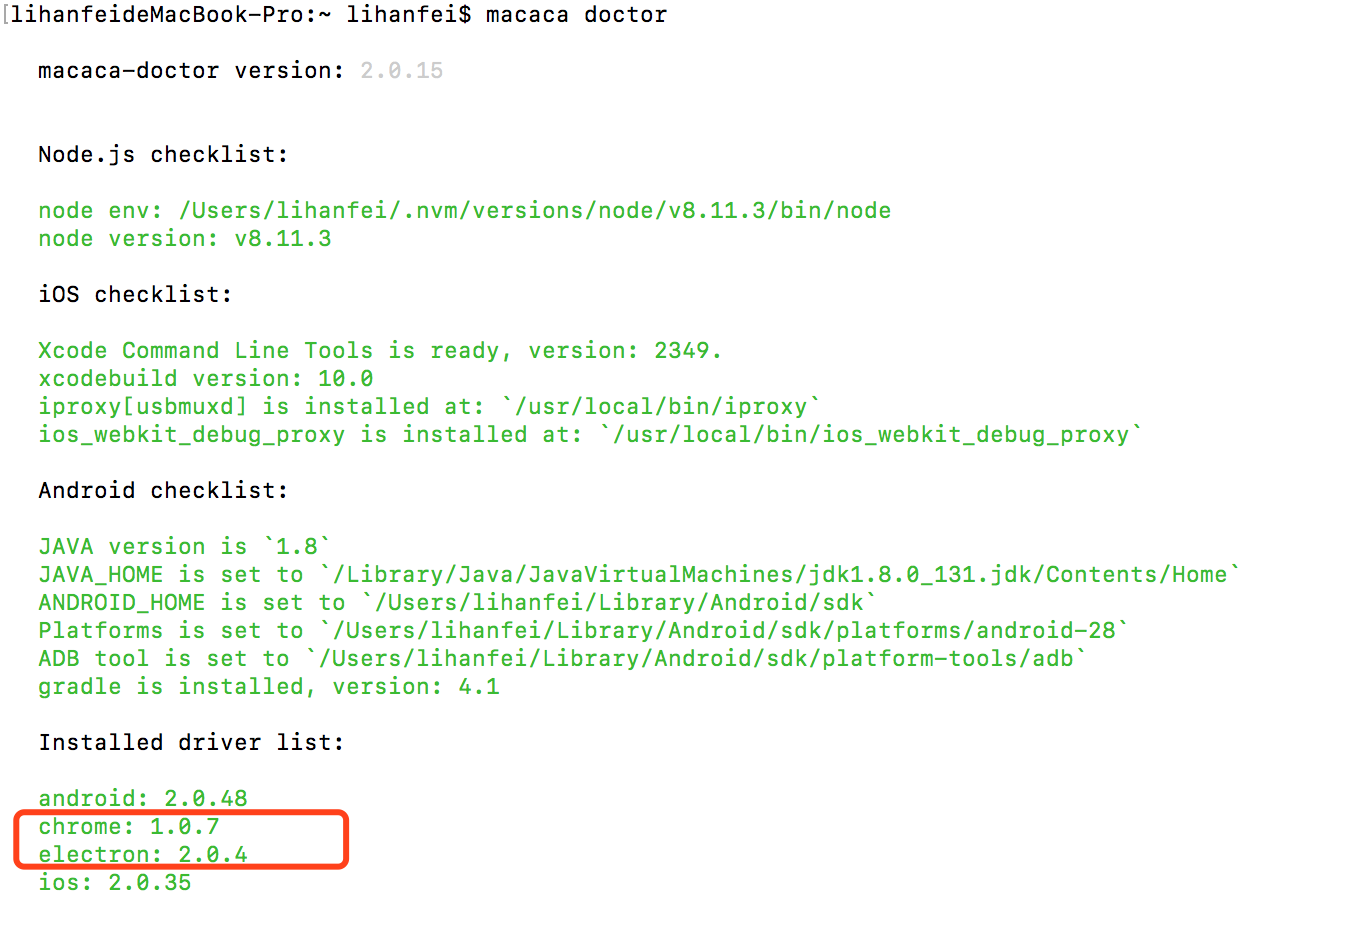 [lihanfeideMacBook-Pro:~ lihanfei$ macaca doctor
macaca-doctor version: 2.0.15
Node.js checklist:
node env: /Users/lihanfei/.nvm/versions/node/v8.11.3/bin/node
node version: v8.11.3
iOS checklist:
Xcode Command Line Tools is ready, version: 2349.
xcodebuild version: 10.0
iproxy[usbmuxd] is installed at: `/usr/local/bin/iproxy`
ios_webkit_debug_proxy is installed at: `/usr/local/bin/ios_webkit_debug_proxy`
Android checklist:
JAVA version is `1.8`
JAVA_HOME is set to `/Library/Java/JavaVirtualMachines/jdk1.8.0_131.jdk/Contents/Home`
ANDROID_HOME is set to `/Users/lihanfei/Library/Android/sdk`
Platforms is set to `/Users/lihanfei/Library/Android/sdk/platforms/android-28`
ADB tool is set to `/Users/lihanfei/Library/Android/sdk/platform-tools/adb`
gradle is installed, version: 4.1
Installed driver list:
android: 2.0.48
chrome: 1.0.7
electron: 2.0.4
ios: 2.0.35